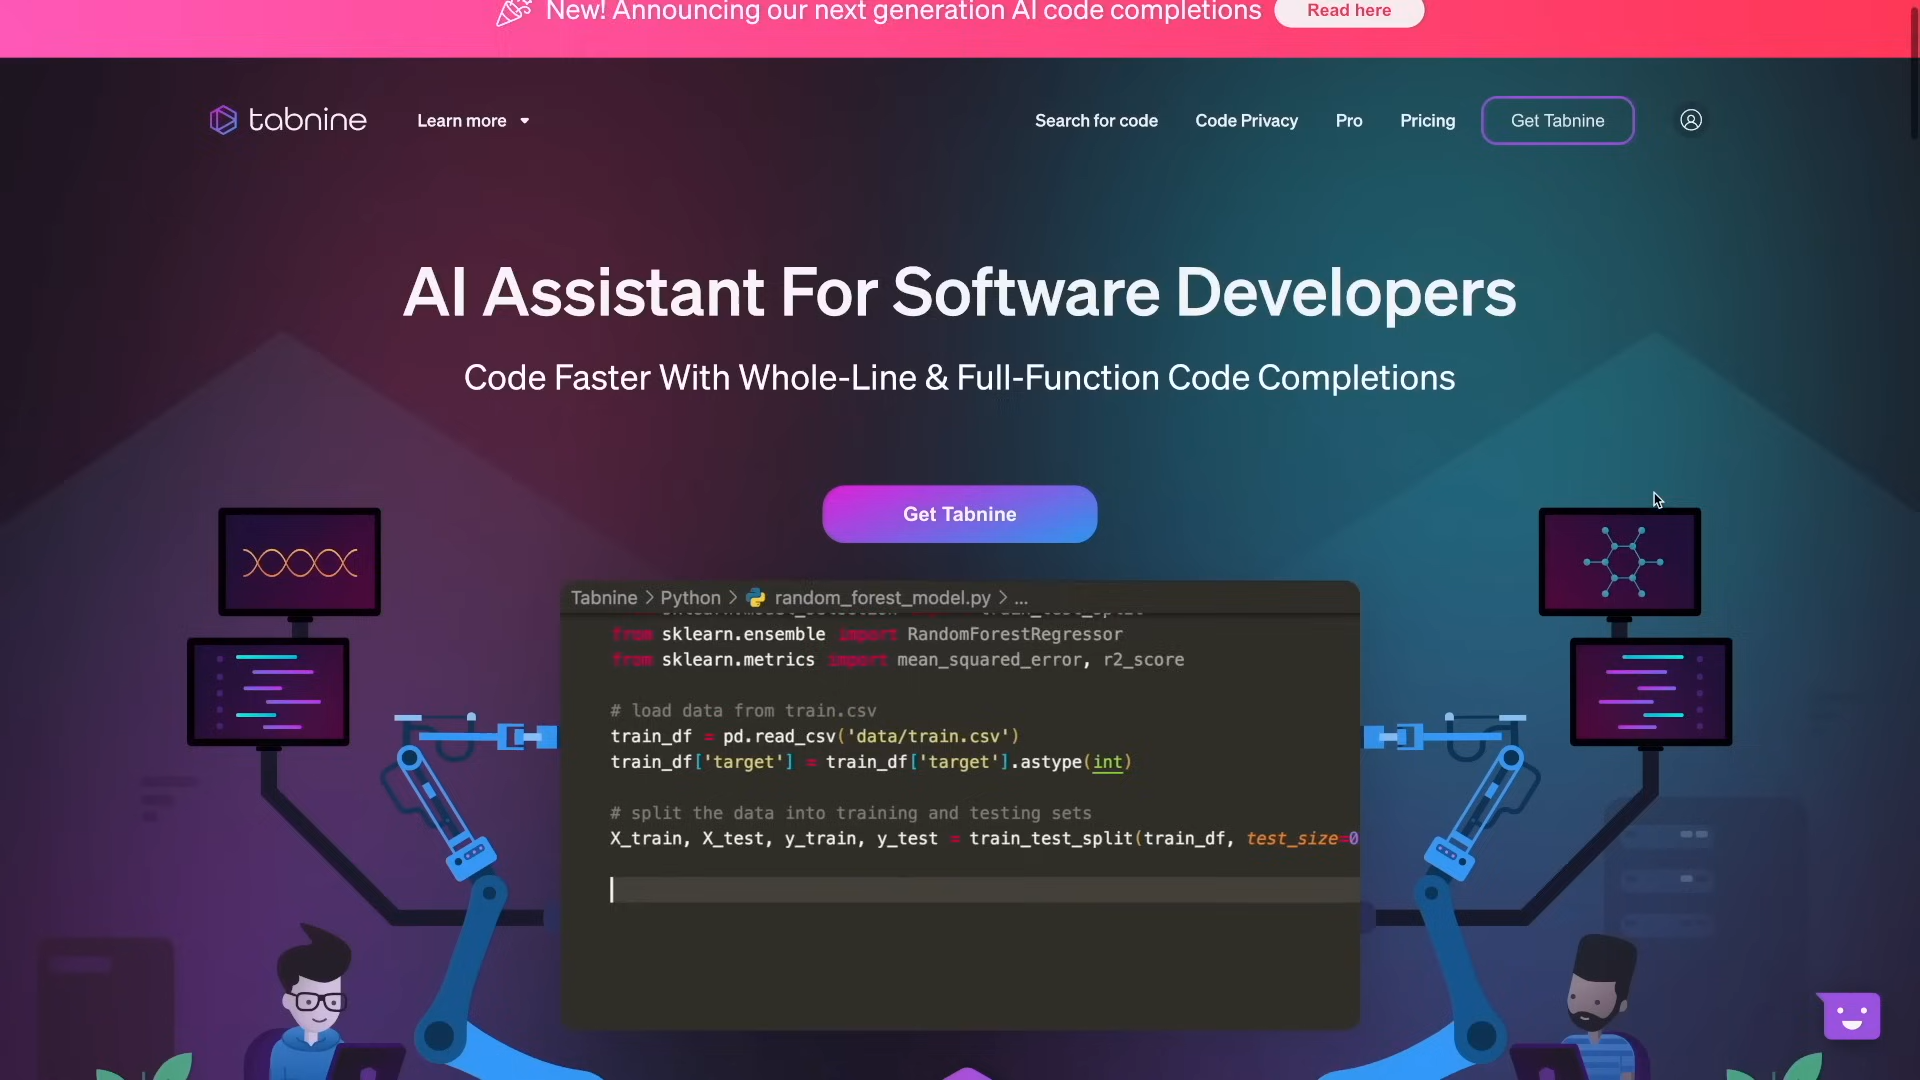 New! Announcing our next generation AI code completions
Read here
tabnine
Learn more
Search for code
Code Privacy
Pro
Pricing
Get Tabnine
AI Assistant For Software Developers
Code Faster With Whole-Line & Full-Function Code Completions
Get Tabnine
Tabnine > Python > random_forest_model.py > ...
from sklearn.ensemble import RandomForestRegressor
from sklearn.metrics import mean_squared_error, r2_score
# load data from train.csv
train_df = pd.read_csv('data/train.csv')
train_df['target'] = train_df['target'].astype(int)
# split the data into training and testing sets
X_train, X_test, y_train, y_test = train_test_split(train_df, test_size=0